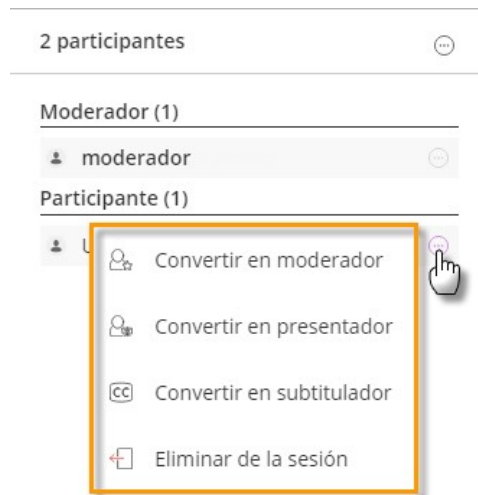 2 participantes
Moderador (1)
moderador
Participante (1)
Convertir en moderador
Convertir en presentador
CC Convertir en subtitulador
Eliminar de la sesión